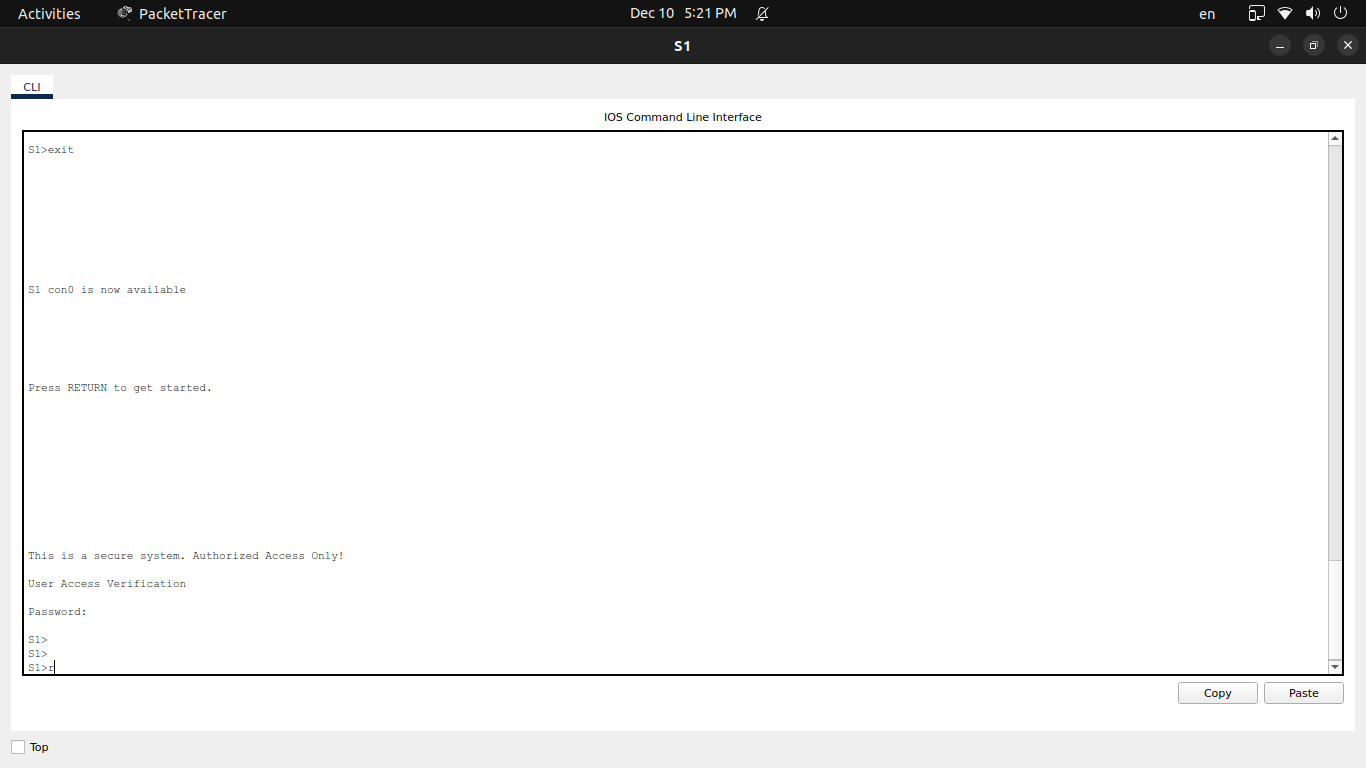 Activities PacketTracer Dec 10 5:21 PM en
S1
CLI
IOS Command Line Interface
S1>exit
S1 con0 is now available
Press RETURN to get started.
This is a secure system. Authorized Access Only!
User Access Verification
Password:
S1>
S1>
S1>r
Copy Paste
Top